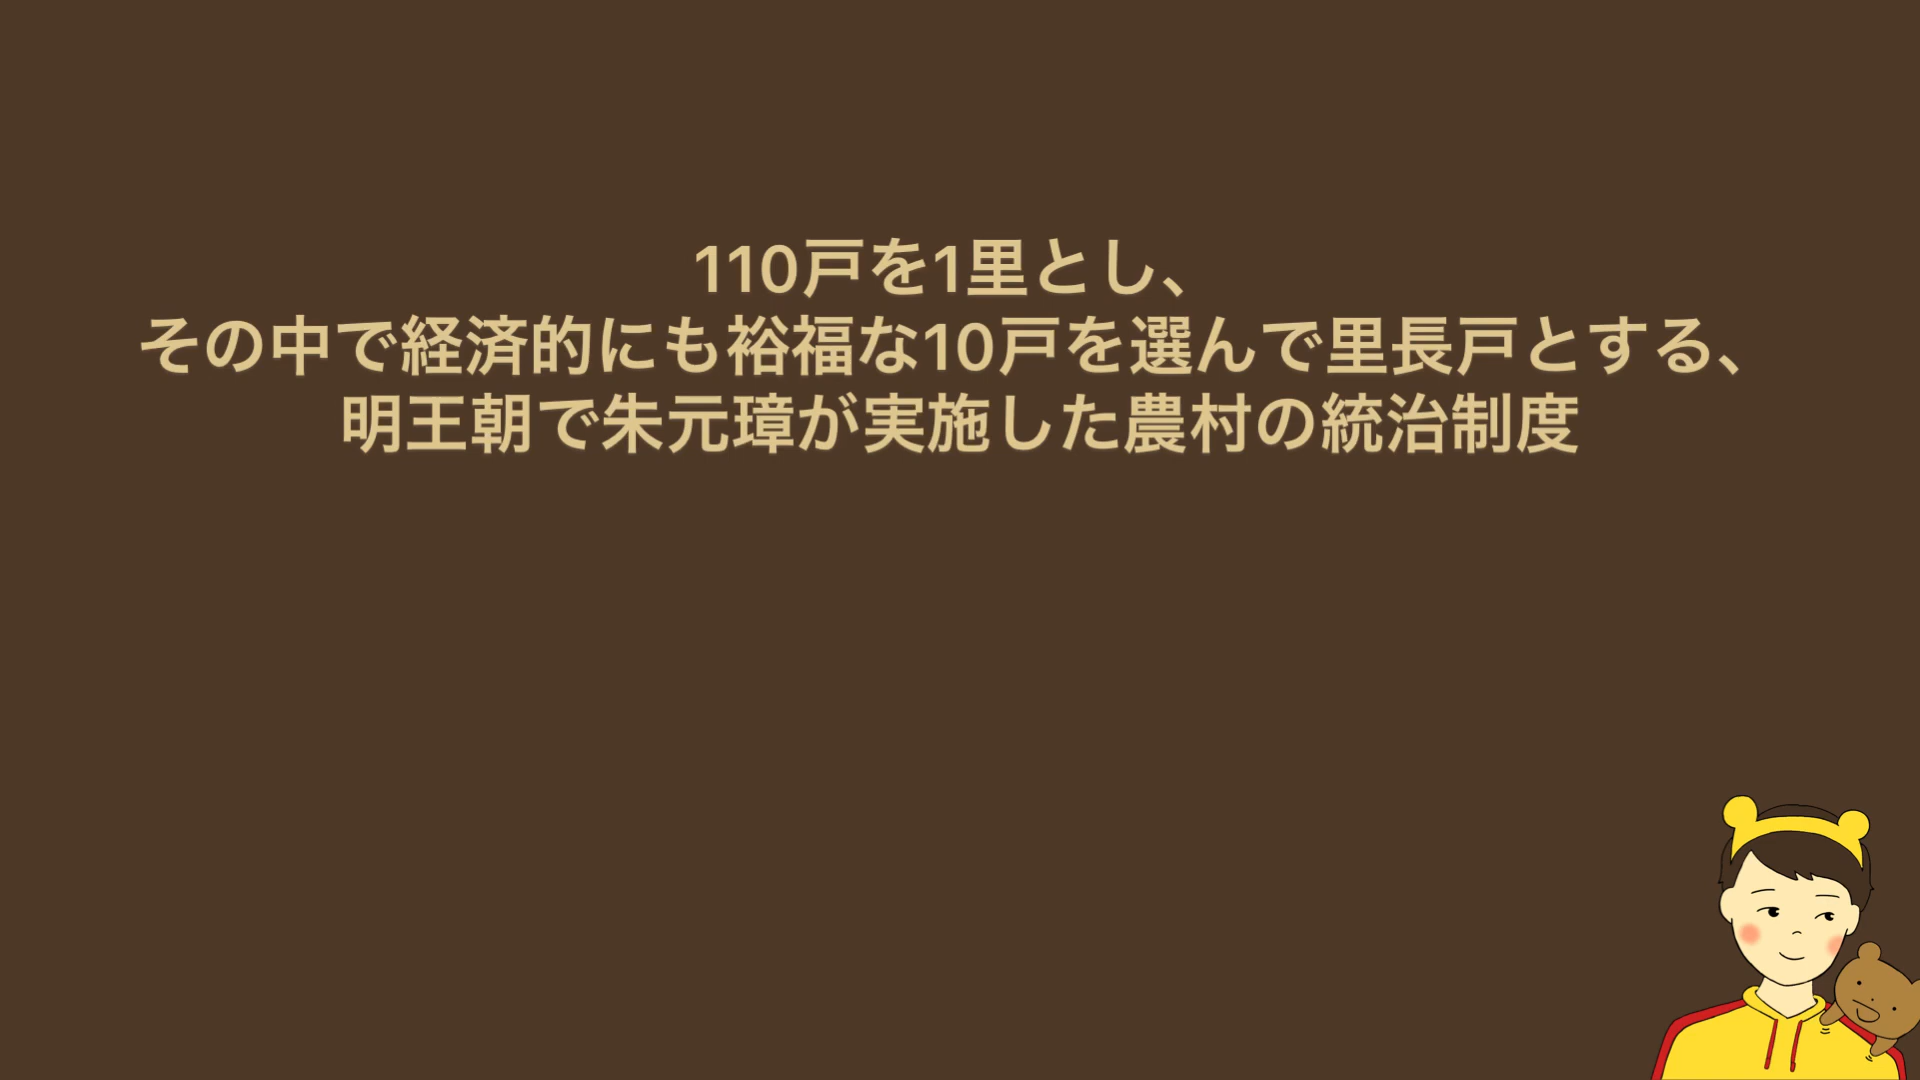 110戸を1里とし、
その中で経済的にも裕福な10戸を選んで里長戸とする、
明王朝で朱元璋が実施した農村の統治制度